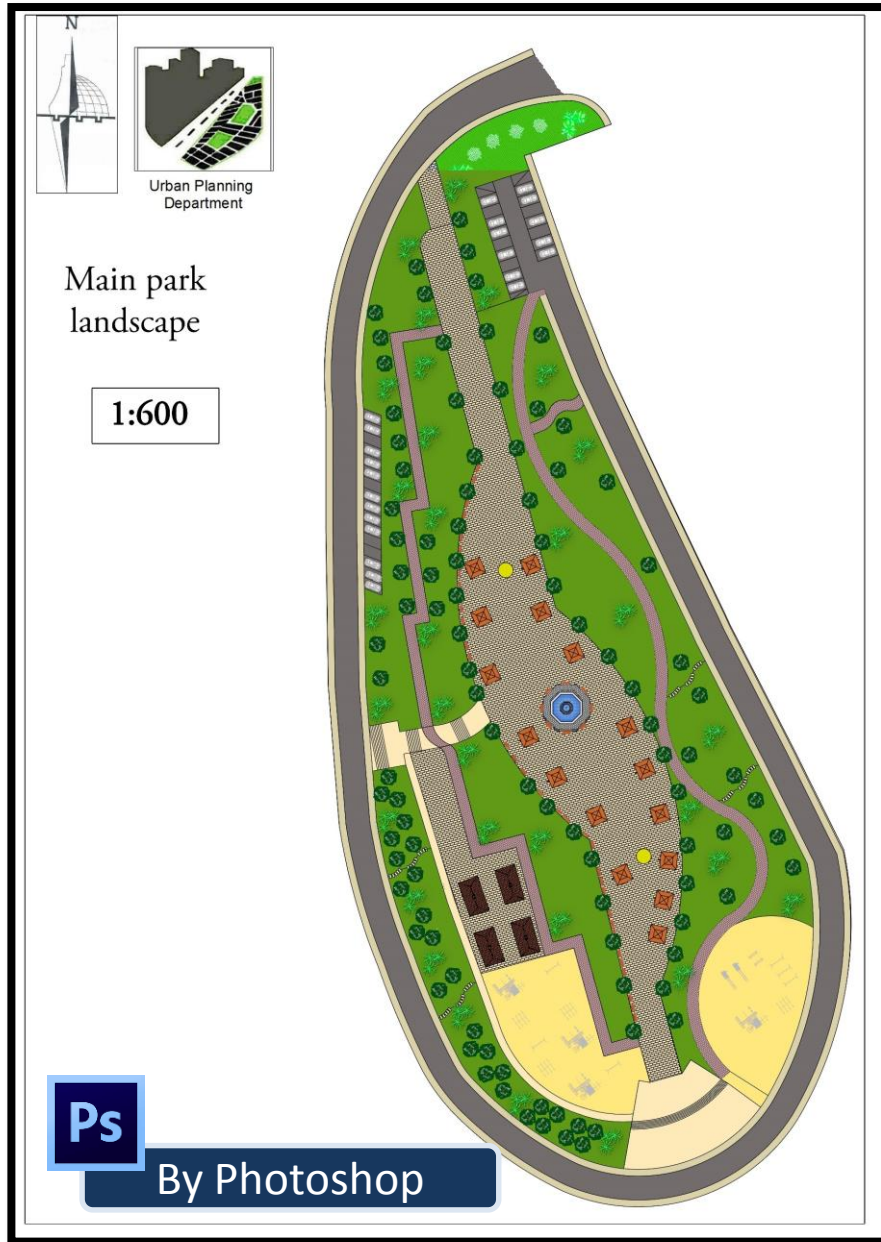 N
Urban Planning
Department
Main park
landscape
1:600
Ps
By Photoshop